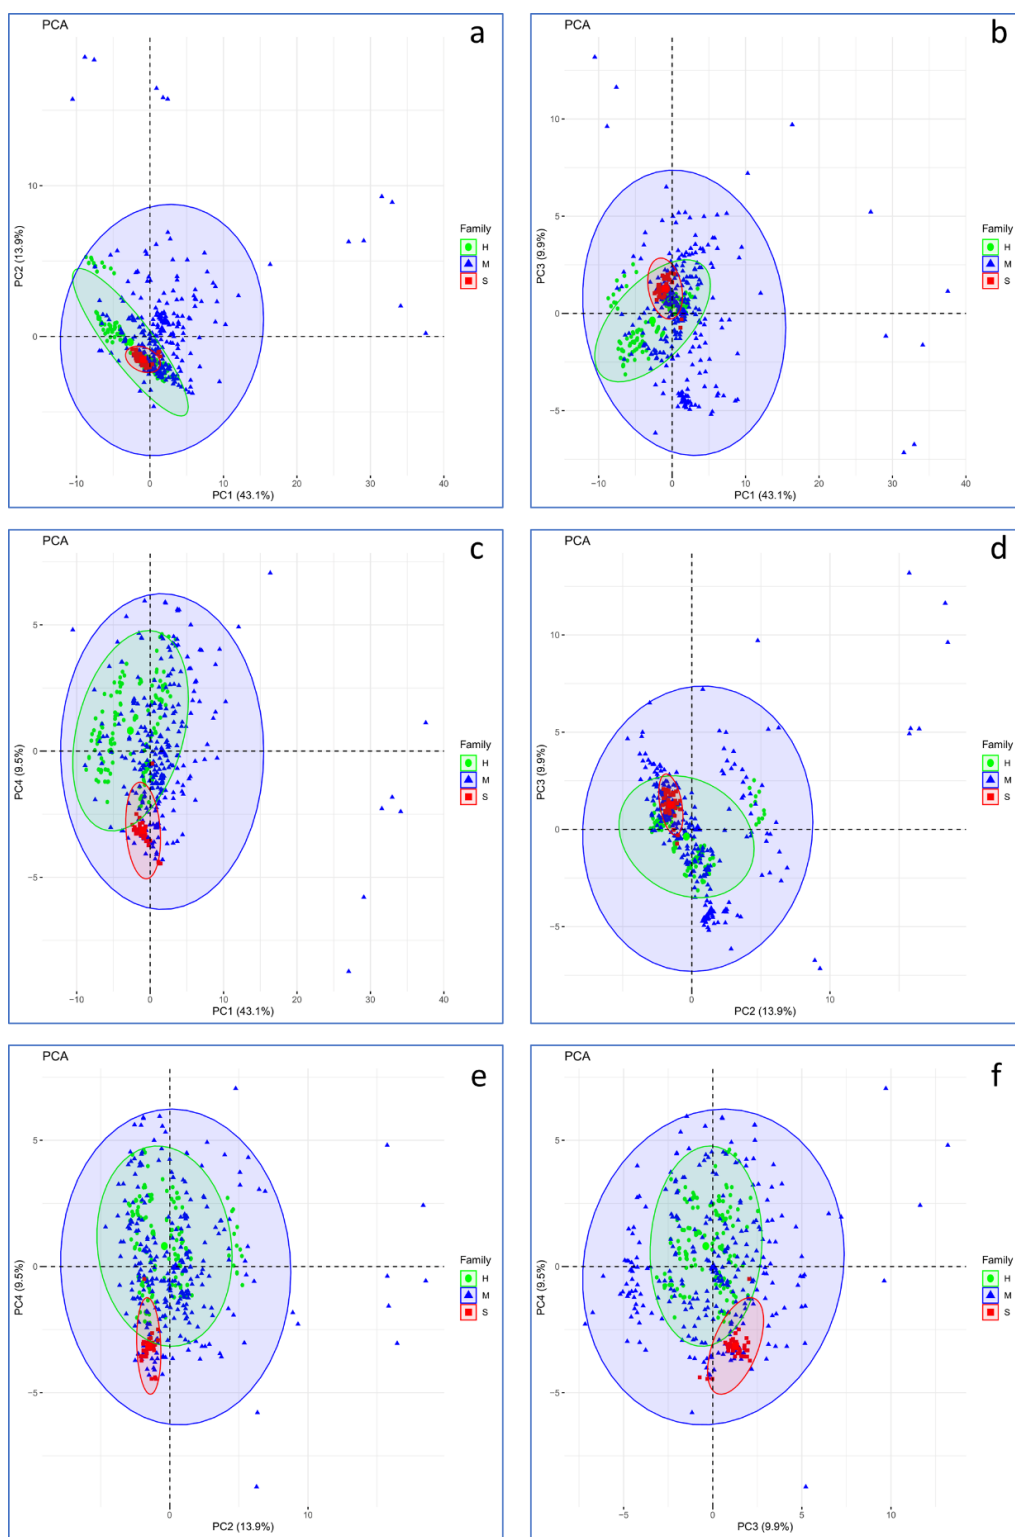 PCA
a
10
0
PC2 (13.9%)
−10
0
10
20
30
40
PC1 (43.1%)
Family
H
M
S
PCA
b
10
5
0
−5
PC3 (9.9%)
−10
0
10
20
30
40
PC1 (43.1%)
Family
H
M
S
PCA
c
5
0
−5
PC4 (9.5%)
−10
0
10
20
30
40
PC1 (43.1%)
Family
H
M
S
PCA
d
10
5
0
−5
PC3 (9.9%)
0
10
PC2 (13.9%)
Family
H
M
S
PCA
e
5
0
−5
PC4 (9.5%)
0
10
PC2 (13.9%)
Family
H
M
S
PCA
f
5
0
−5
PC4 (9.5%)
−5
0
5
10
PC3 (9.9%)
Family
H
M
S